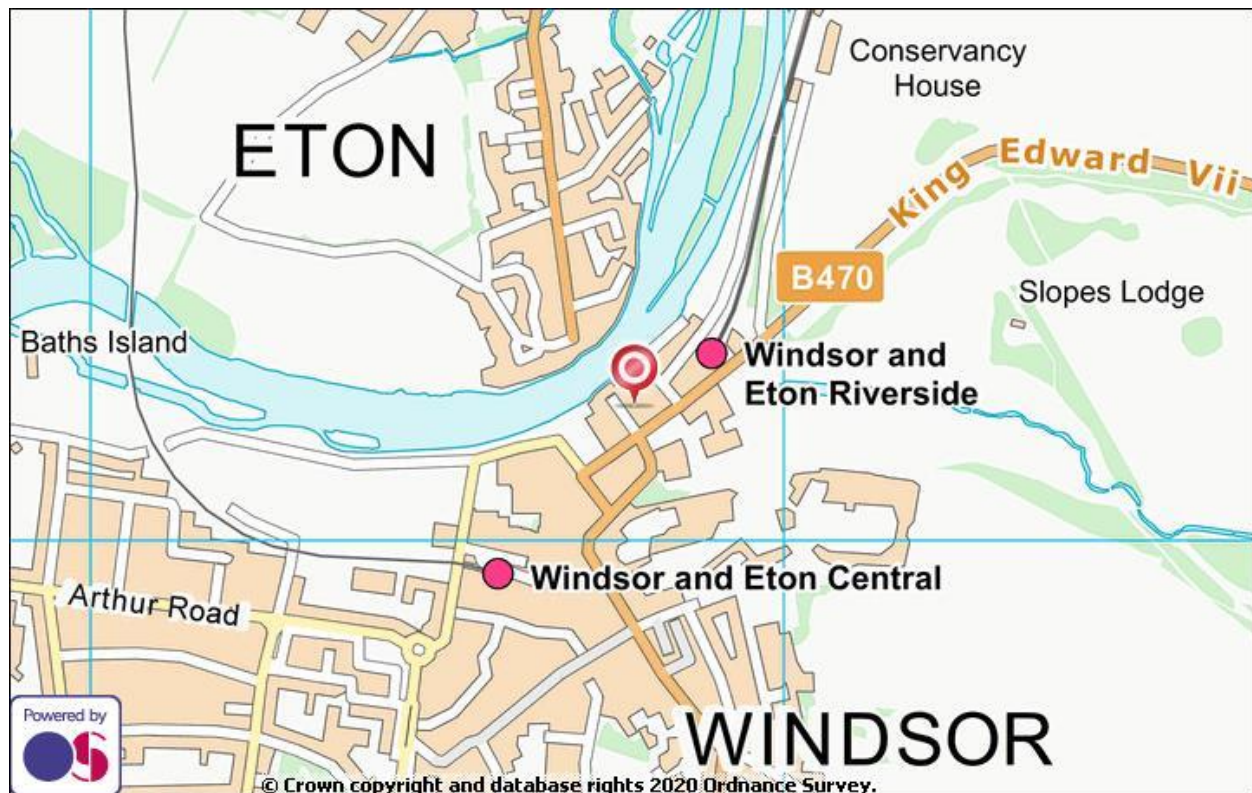 Conservancy
House
ETON
King Edward Vii
B470
Slopes Lodge
Baths Island
Windsor and
Eton Riverside
Windsor and Eton Central
Arthur Road
Powered by
OS
WINDSOR
© Crown copyright and database rights 2020 Ordnance Survey.